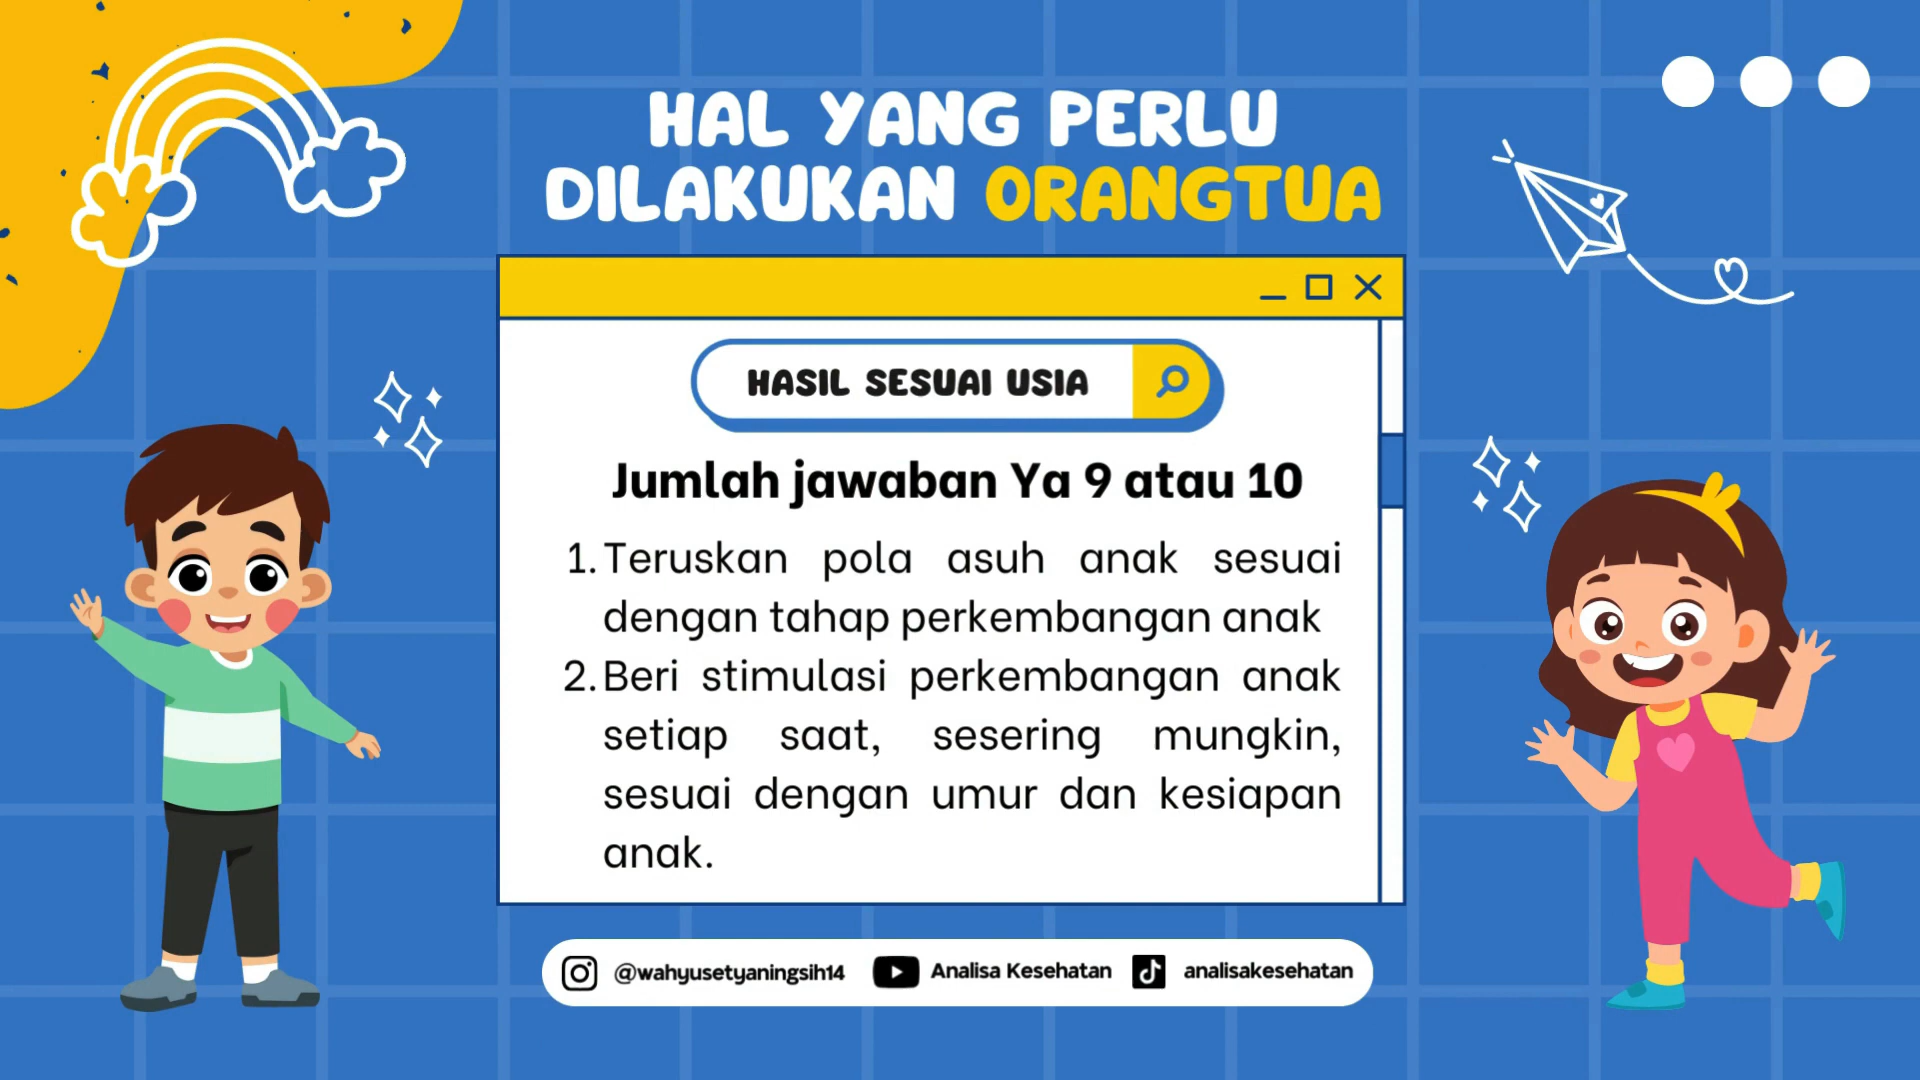 HAL YANG PERLU
DILAKUKAN ORANGTUA
HASIL SESUAI USIA
Jumlah jawaban Ya 9 atau 10
1. Teruskan pola asuh anak sesuai
dengan tahap perkembangan anak
2. Beri stimulasi perkembangan anak
setiap saat, sesering mungkin,
sesuai dengan umur dan kesiapan
anak.
@wahyusetyaningsih14 Analisa Kesehatan analisakesehatan